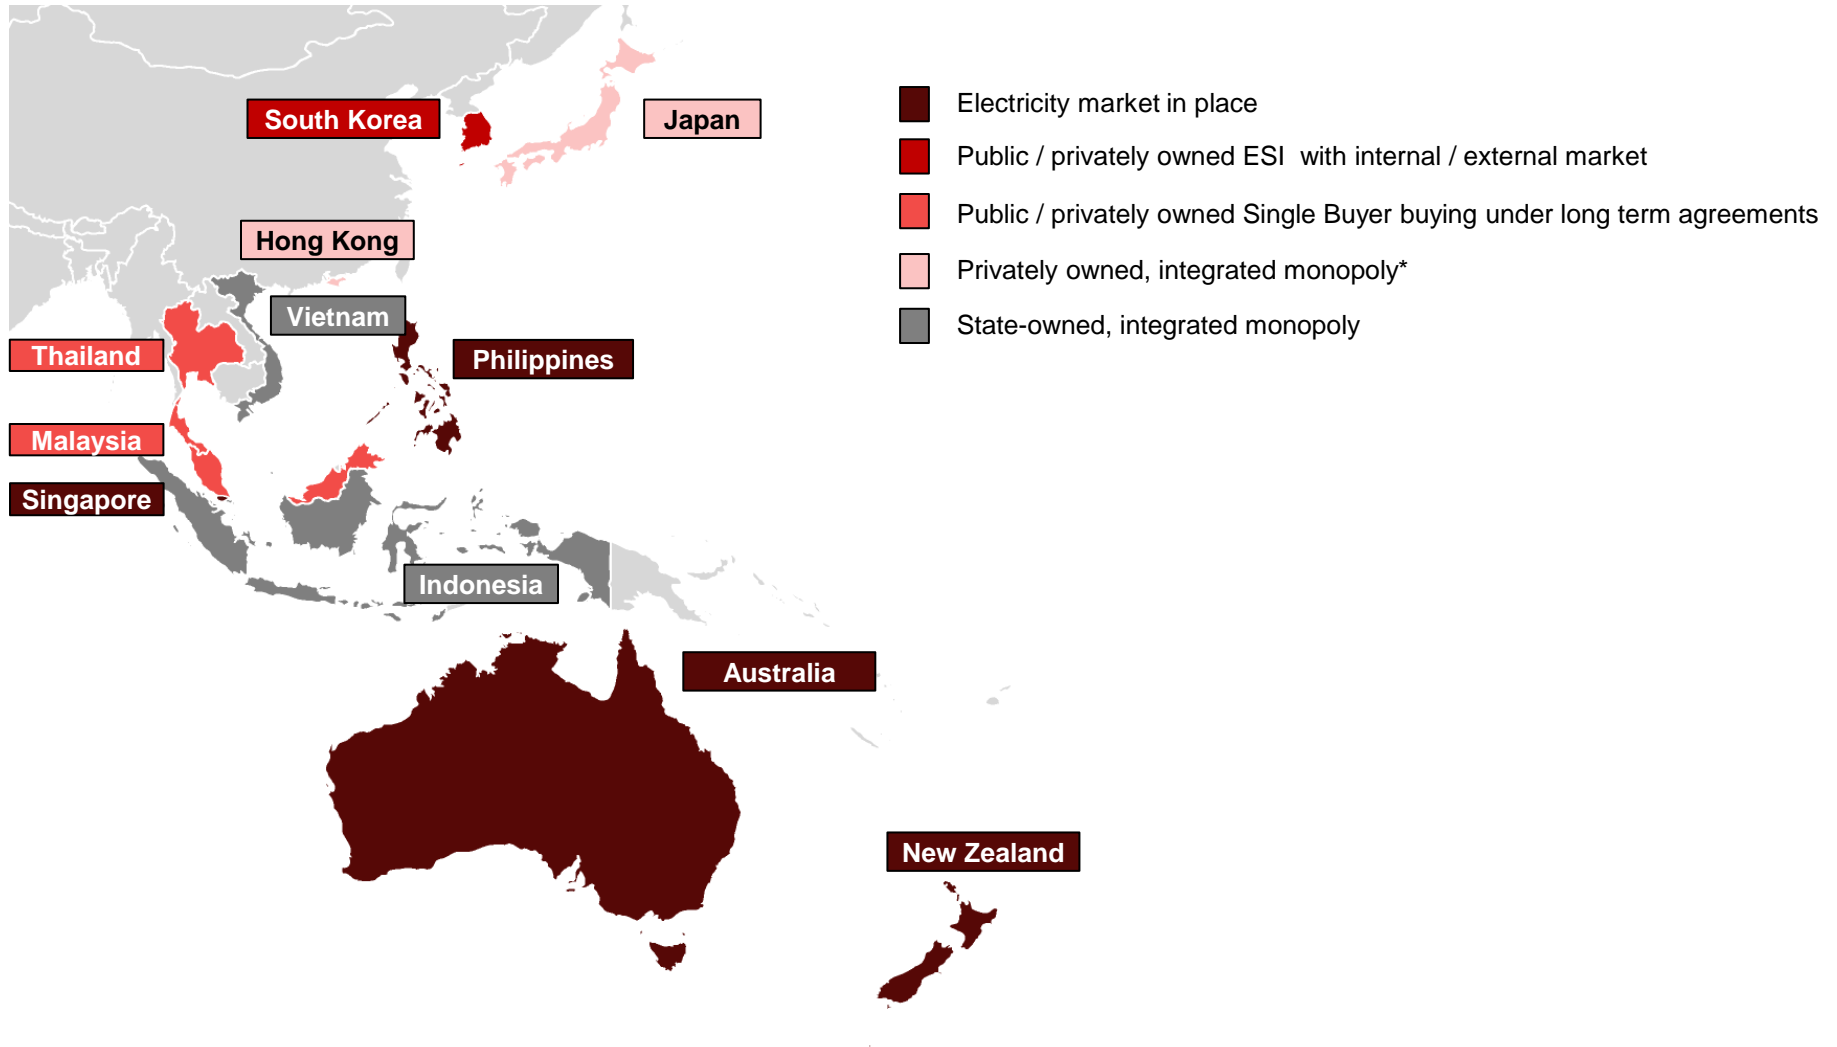 South Korea
Japan
Hong Kong
Vietnam
Thailand
Philippines
Malaysia
Singapore
Indonesia
Australia
New Zealand
Electricity market in place
Public / privately owned ESI with internal / external market
Public / privately owned Single Buyer buying under long term agreements
Privately owned, integrated monopoly*
State-owned, integrated monopoly